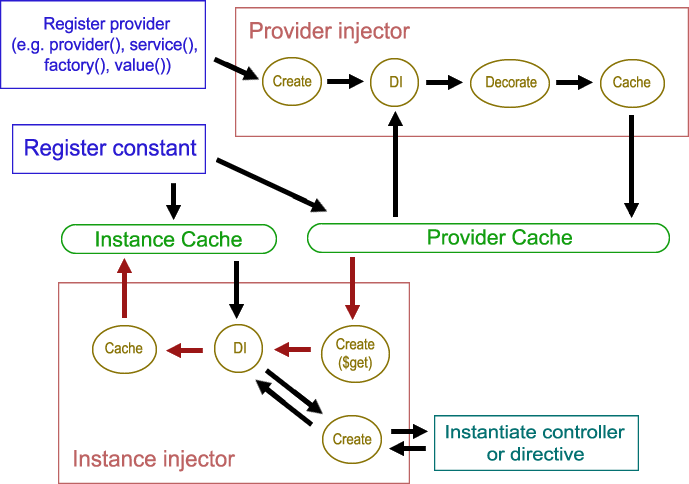 Register provider
(e.g. provider(), service(),
factory(), value())
Provider injector
Create
DI
Decorate
Cache
Register constant
Instance Cache
Provider Cache
Cache
DI
Create
($get)
Create
Instance injector
Instantiate controller
or directive